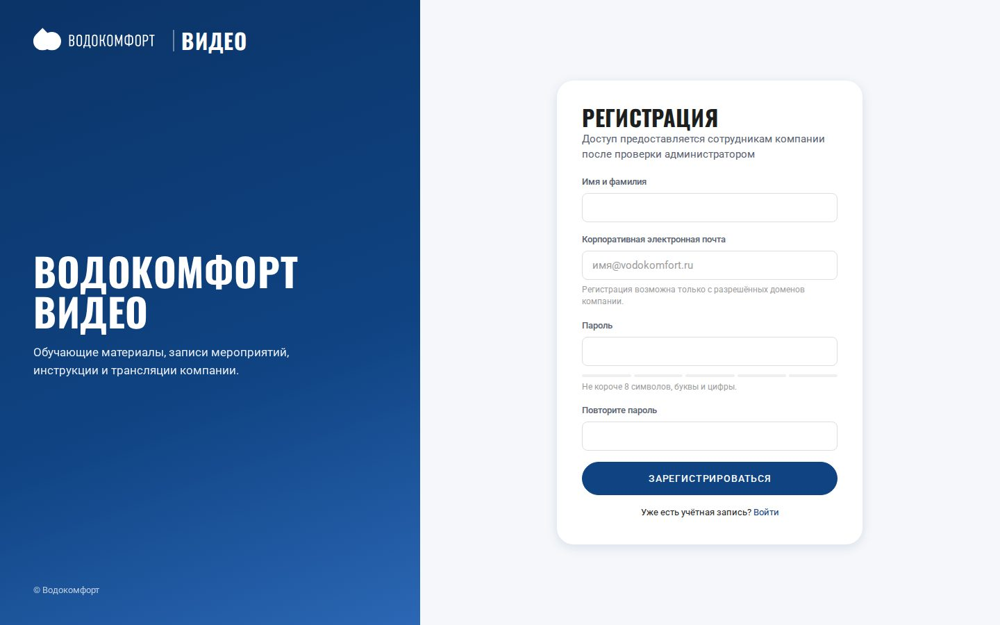 ВОДОКОМФОРТ ВИДЕО
ВОДОКОМФОРТ
ВИДЕО
Обучающие материалы, записи мероприятий,
инструкции и трансляции компании.
© Водокомфорт
РЕГИСТРАЦИЯ
Доступ предоставляется сотрудникам компании
после проверки администратором
Имя и фамилия
Корпоративная электронная почта
имя@vodokomfort.ru
Регистрация возможна только с разрешённых доменов
компании.
Пароль
Не короче 8 символов, буквы и цифры.
Повторите пароль
ЗАРЕГИСТРИРОВАТЬСЯ
Уже есть учётная запись? Войти